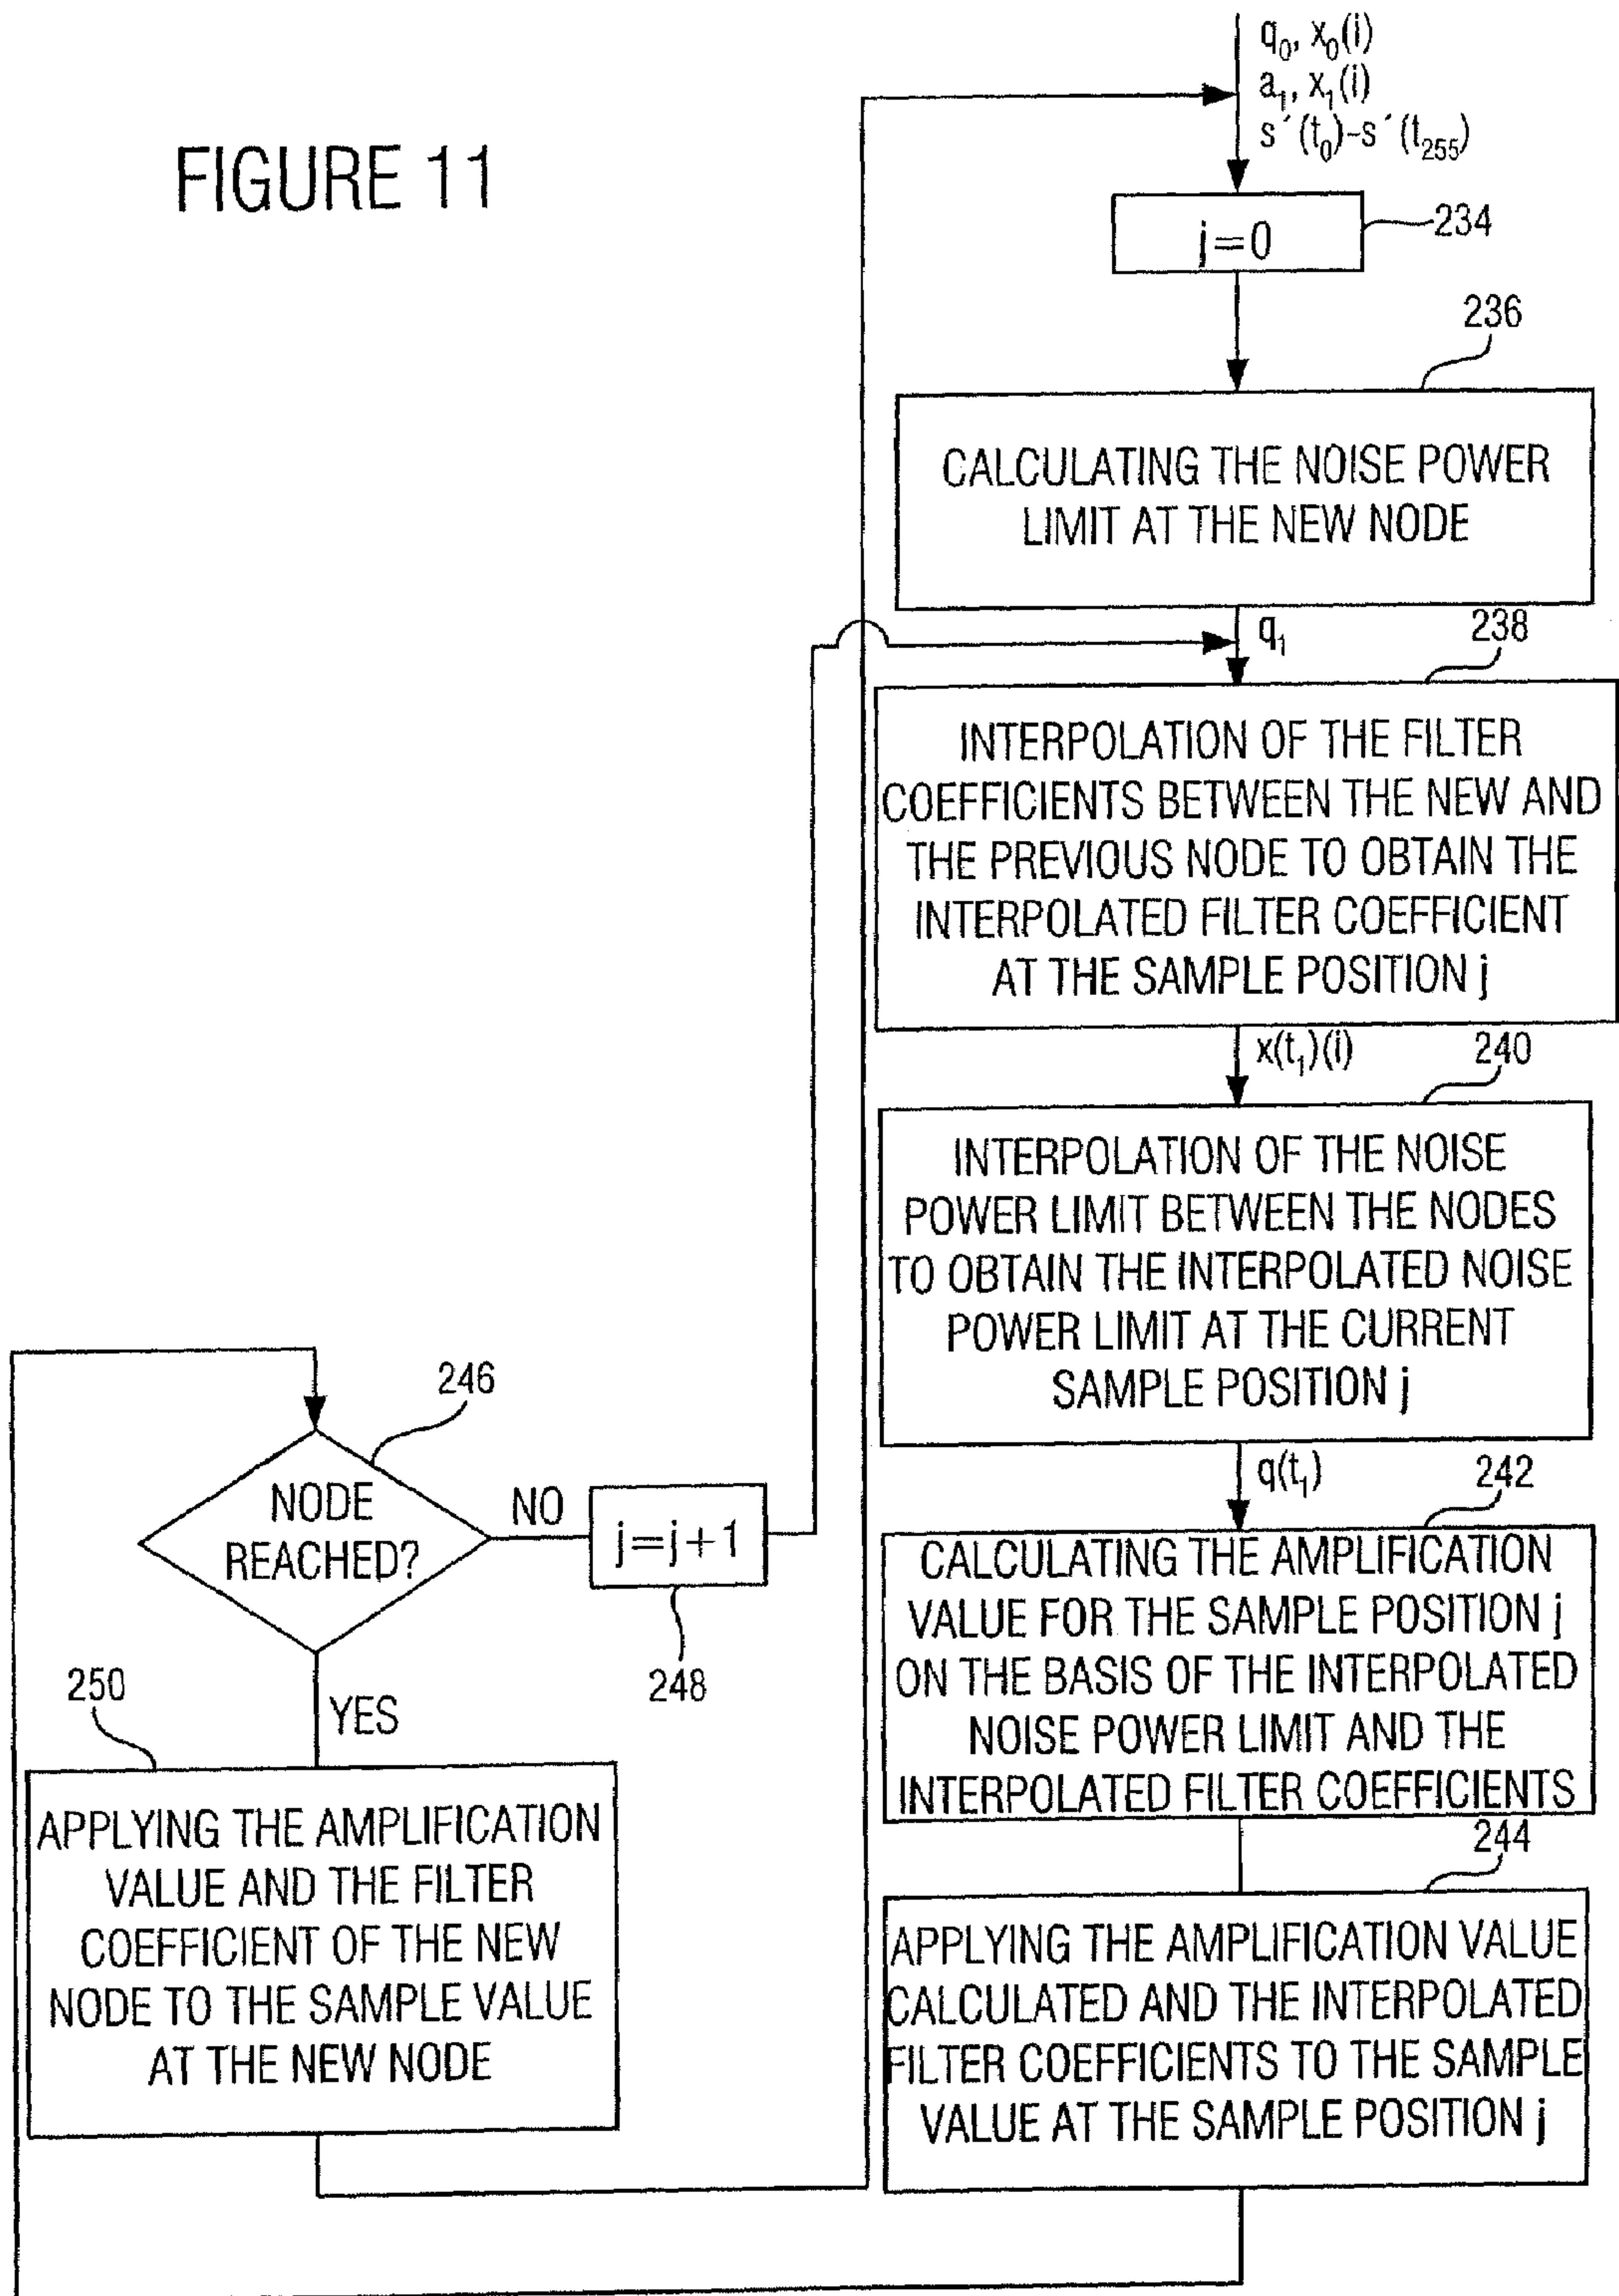 FIGURE 11
q₀, x₀(i)
a₁, x₁(i)
s´(t₀)-s´(t₂₅₅)
j=0
234
236
CALCULATING THE NOISE POWER
LIMIT AT THE NEW NODE
q₁
238
INTERPOLATION OF THE FILTER
COEFFICIENTS BETWEEN THE NEW AND
THE PREVIOUS NODE TO OBTAIN THE
INTERPOLATED FILTER COEFFICIENT
AT THE SAMPLE POSITION j
x(t₁)(i)
240
INTERPOLATION OF THE NOISE
POWER LIMIT BETWEEN THE NODES
TO OBTAIN THE INTERPOLATED NOISE
POWER LIMIT AT THE CURRENT
SAMPLE POSITION j
q(t₁)
242
CALCULATING THE AMPLIFICATION
VALUE FOR THE SAMPLE POSITION j
ON THE BASIS OF THE INTERPOLATED
NOISE POWER LIMIT AND THE
INTERPOLATED FILTER COEFFICIENTS
244
APPLYING THE AMPLIFICATION VALUE
CALCULATED AND THE INTERPOLATED
FILTER COEFFICIENTS TO THE SAMPLE
VALUE AT THE SAMPLE POSITION j
246
NODE
REACHED?
NO
j=j+1
248
YES
250
APPLYING THE AMPLIFICATION
VALUE AND THE FILTER
COEFFICIENT OF THE NEW
NODE TO THE SAMPLE VALUE
AT THE NEW NODE